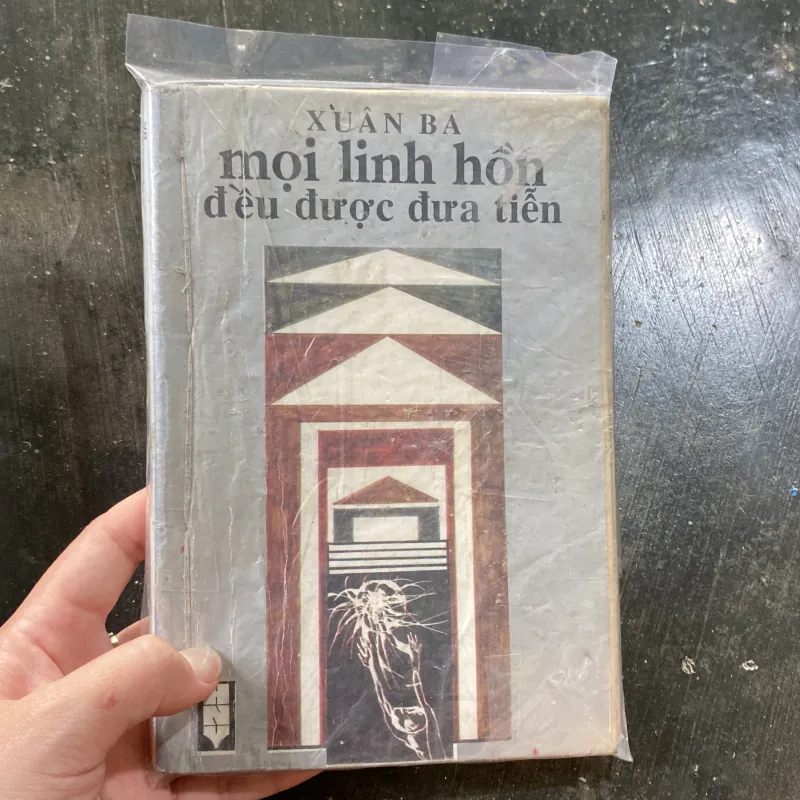 XUÂN BA
mọi linh hồn
đều được đưa tiễn